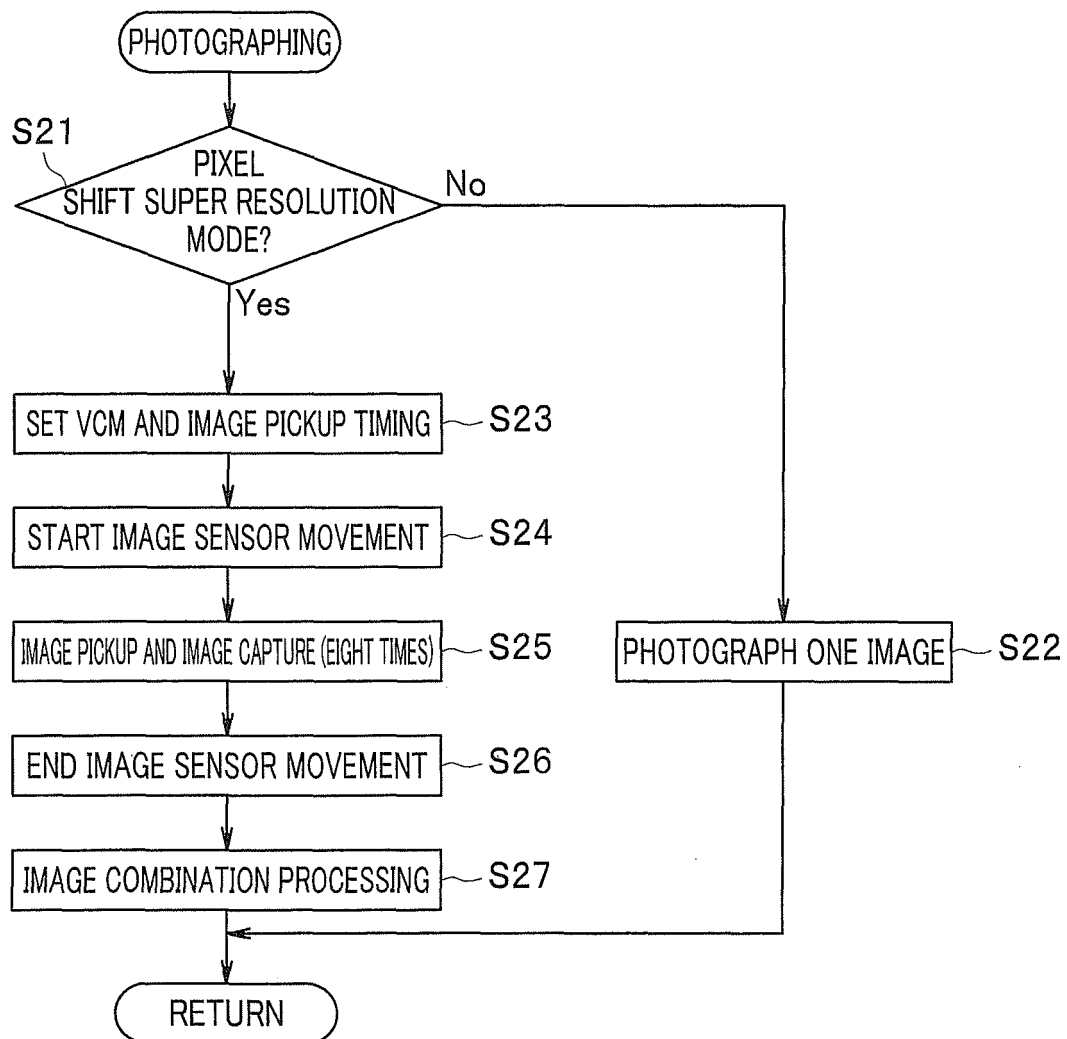 PHOTOGRAPHING
S21
PIXEL
SHIFT SUPER RESOLUTION
MODE?
No
Yes
SET VCM AND IMAGE PICKUP TIMING
S23
START IMAGE SENSOR MOVEMENT
S24
IMAGE PICKUP AND IMAGE CAPTURE (EIGHT TIMES)
S25
PHOTOGRAPH ONE IMAGE
S22
END IMAGE SENSOR MOVEMENT
S26
IMAGE COMBINATION PROCESSING
S27
RETURN